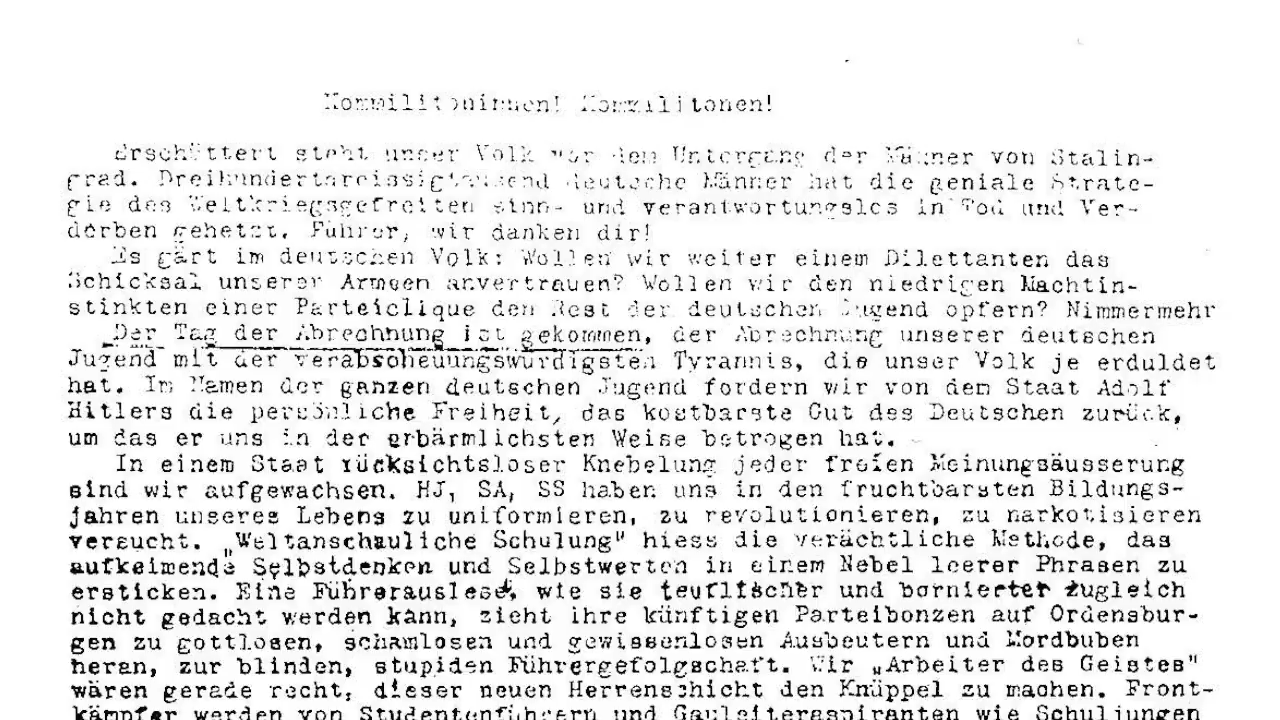 Kommilitoninnen! Kommilitonen!
Erschüttert steht unser Volk vor dem Untergang der Männer von Stalin-
grad. Dreihundertdreissigtausend deutsche Männer hat die geniale Strate-
gie des Weltkriegsgefreiten sinn- und verantwortungslos in Tod und Ver-
derben gehetzt. Führer, wir danken dir!
Es gärt im deutschen Volk: Wollen wir weiter einem Dilettanten das
Schicksal unserer Armeen anvertrauen? Wollen wir den niedrigen Machtin-
stinkten einer Parteiclique den Rest der deutschen Jugend opfern? Nimmermehr
Der Tag der Abrechnung ist gekommen, der Abrechnung unserer deutschen
Jugend mit der verabscheuungswürdigsten Tyrannis, die unser Volk je erduldet
hat. Im Namen der ganzen deutschen Jugend fordern wir von dem Staat Adolf
Hitlers die persönliche Freiheit, das kostbarste Gut des Deutschen zurück,
um das er uns in der erbärmlichsten Weise betrogen hat.
In einem Staat rücksichtsloser Knebelung jeder freien Meinungsäusserung
sind wir aufgewachsen. HJ, SA, SS haben uns in den fruchtbarsten Bildungs-
jahren unseres Lebens zu uniformieren, zu revolutionieren, zu narkotisieren
versucht. „Weltanschauliche Schulung" hiess die verächtliche Methode, das
aufkeimende Selbstdenken und Selbstwerten in einem Nebel leerer Phrasen zu
ersticken. Eine Führerauslese, wie sie teuflischer und bornierter zugleich
nicht gedacht werden kann, zieht ihre künftigen Parteibonzen auf Ordensbur-
gen zu gottlosen, schamlosen und gewissenlosen Ausbeutern und Mordbuben
heran, zur blinden, stupiden Führergefolgschaft. Wir „Arbeiter des Geistes"
wären gerade recht, dieser neuen Herrenschicht den Knüppel zu machen. Front-
kämpfer werden von Studentenführern und Gauleiteraspiranten wie Schuljungen